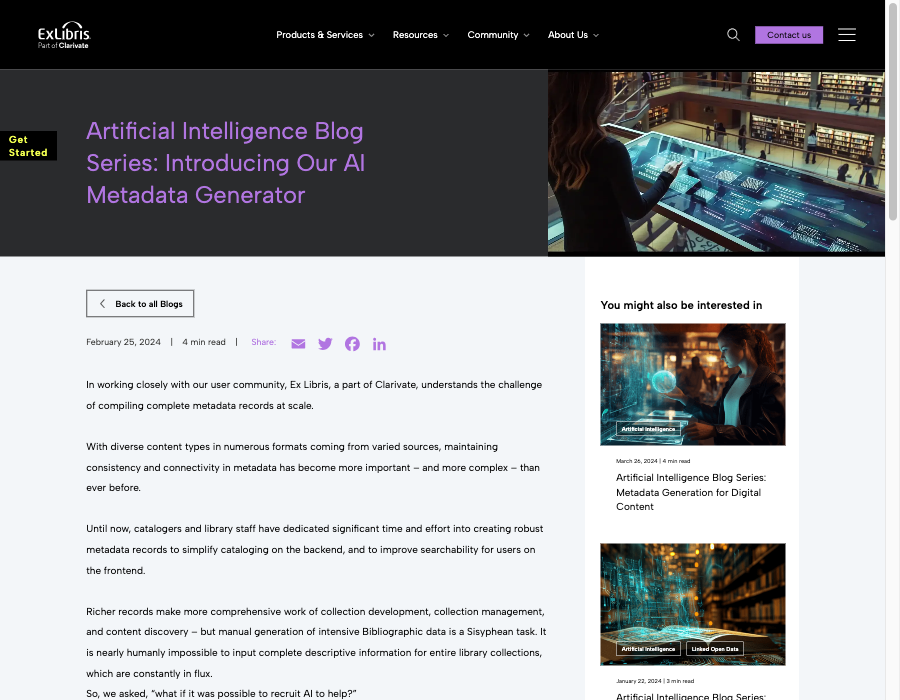 ExLibris
Part of Clarivate
Products & Services
Resources
Community
About Us
Contact us
Get
Started
Artificial Intelligence Blog
Series: Introducing Our AI
Metadata Generator
Back to all Blogs
February 25, 2024 | 4 min read | Share:
In working closely with our user community, Ex Libris, a part of Clarivate, understands the challenge
of compiling complete metadata records at scale.
With diverse content types in numerous formats coming from varied sources, maintaining
consistency and connectivity in metadata has become more important – and more complex – than
ever before.
Until now, catalogers and library staff have dedicated significant time and effort into creating robust
metadata records to simplify cataloging on the backend, and to improve searchability for users on
the frontend.
Richer records make more comprehensive work of collection development, collection management,
and content discovery – but manual generation of intensive Bibliographic data is a Sisyphean task. It
is nearly humanly impossible to input complete descriptive information for entire library collections,
which are constantly in flux.
So, we asked, “what if it was possible to recruit AI to help?”
You might also be interested in
Artificial Intelligence
March 26, 2024 | 4 min read
Artificial Intelligence Blog Series:
Metadata Generation for Digital
Content
Artificial Intelligence
Linked Open Data
January 22, 2024 | 3 min read
Artificial Intelligence Blog Series: